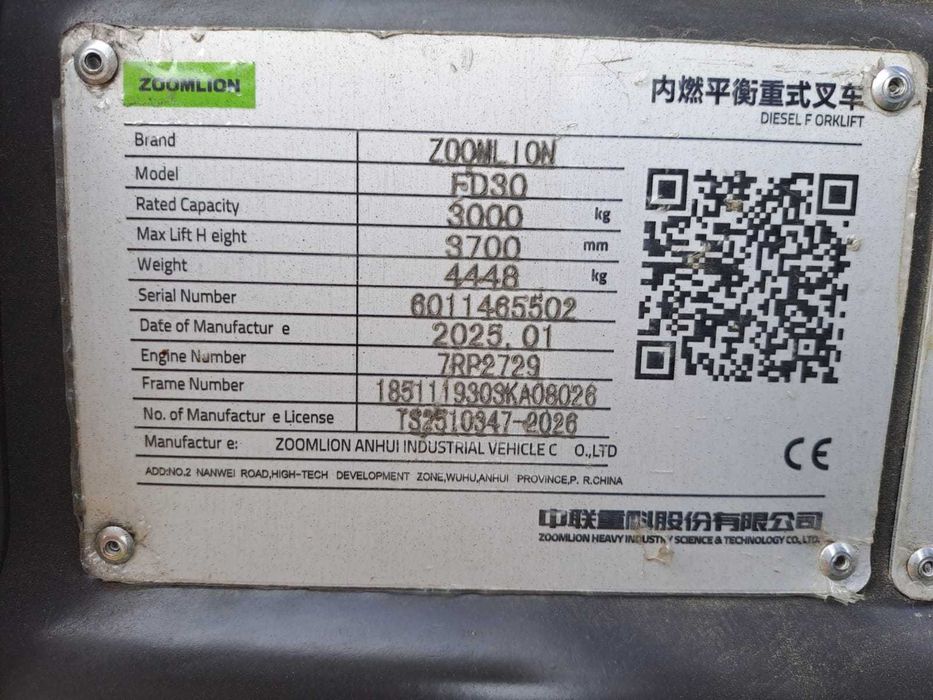 ZOOMLION
内燃平衡重式叉车
DIESEL F ORKLIFT
Brand ZOOMLION
Model FD30
Rated Capacity 3000 kg
Max Lift H eight 3700 mm
Weight 4448 kg
Serial Number 6011465502
Date of Manufactur e 2025.01
Engine Number 7RP2729
Frame Number 1851119303KA08026
No. of Manufactur e License TS2510347-2026
Manufactur e: ZOOMLION ANHUI INDUSTRIAL VEHICLE C O.,LTD
ADD:NO.2 NANWEI ROAD,HIGH-TECH DEVELOPMENT ZONE,WUHU,ANHUI PROVINCE,P. R.CHINA
CE
中联重科股份有限公司
ZOOMLION HEAVY INDUSTRY SCIENCE & TECHNOLOGY CO.,LTD.